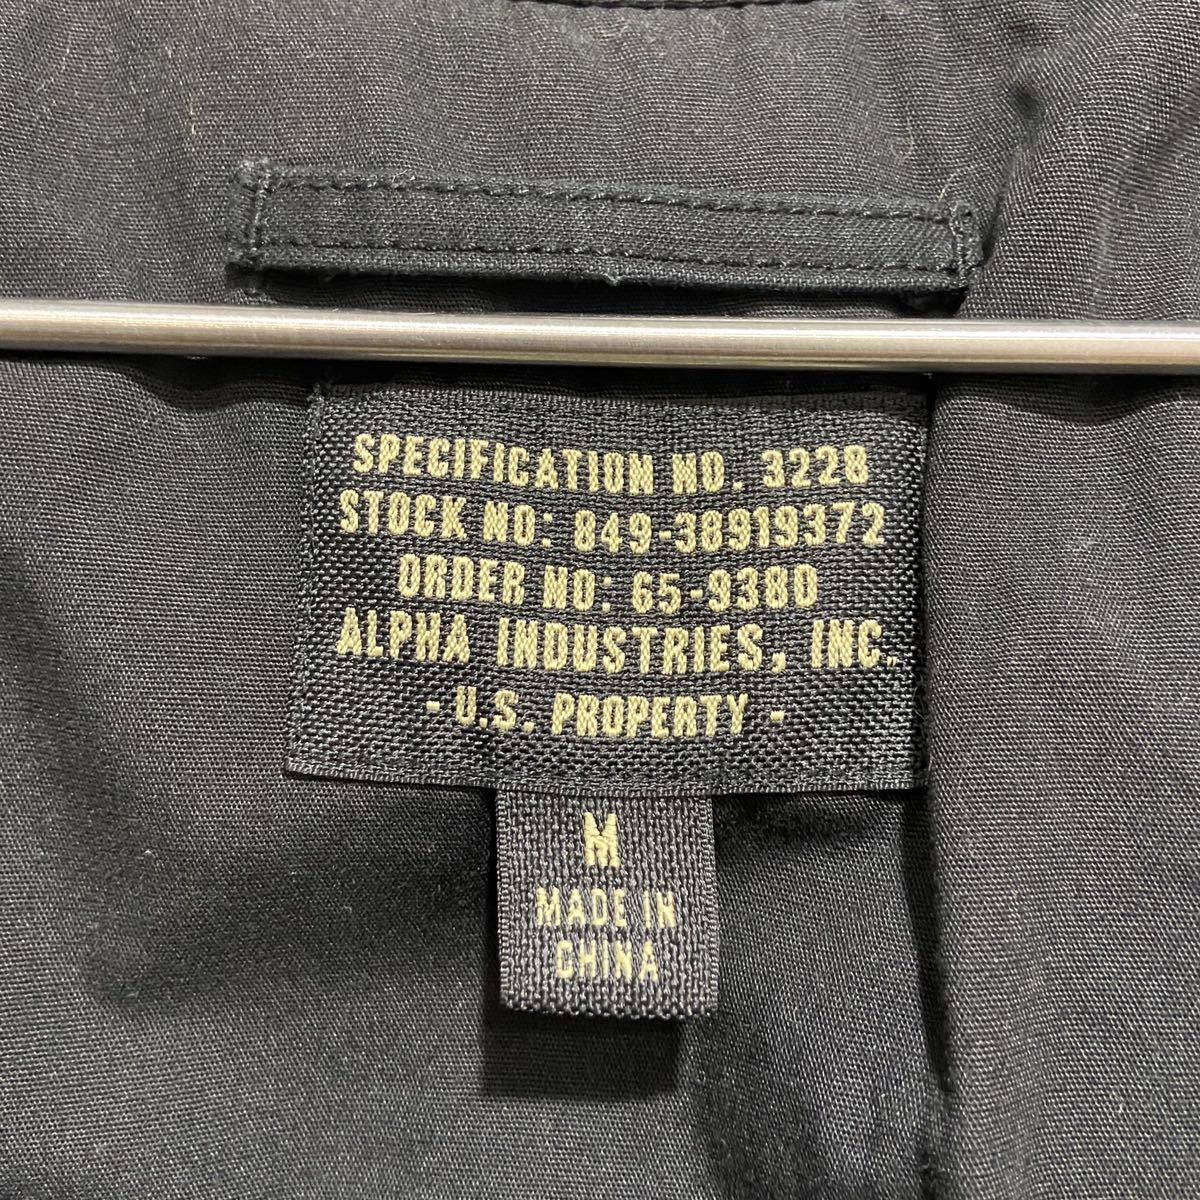 SPECIFICATION NO. 3228
STOCK NO: 849-38919372
ORDER NO: 65-9380
ALPHA INDUSTRIES, INC.
- U.S. PROPERTY -
M
MADE IN
CHINA